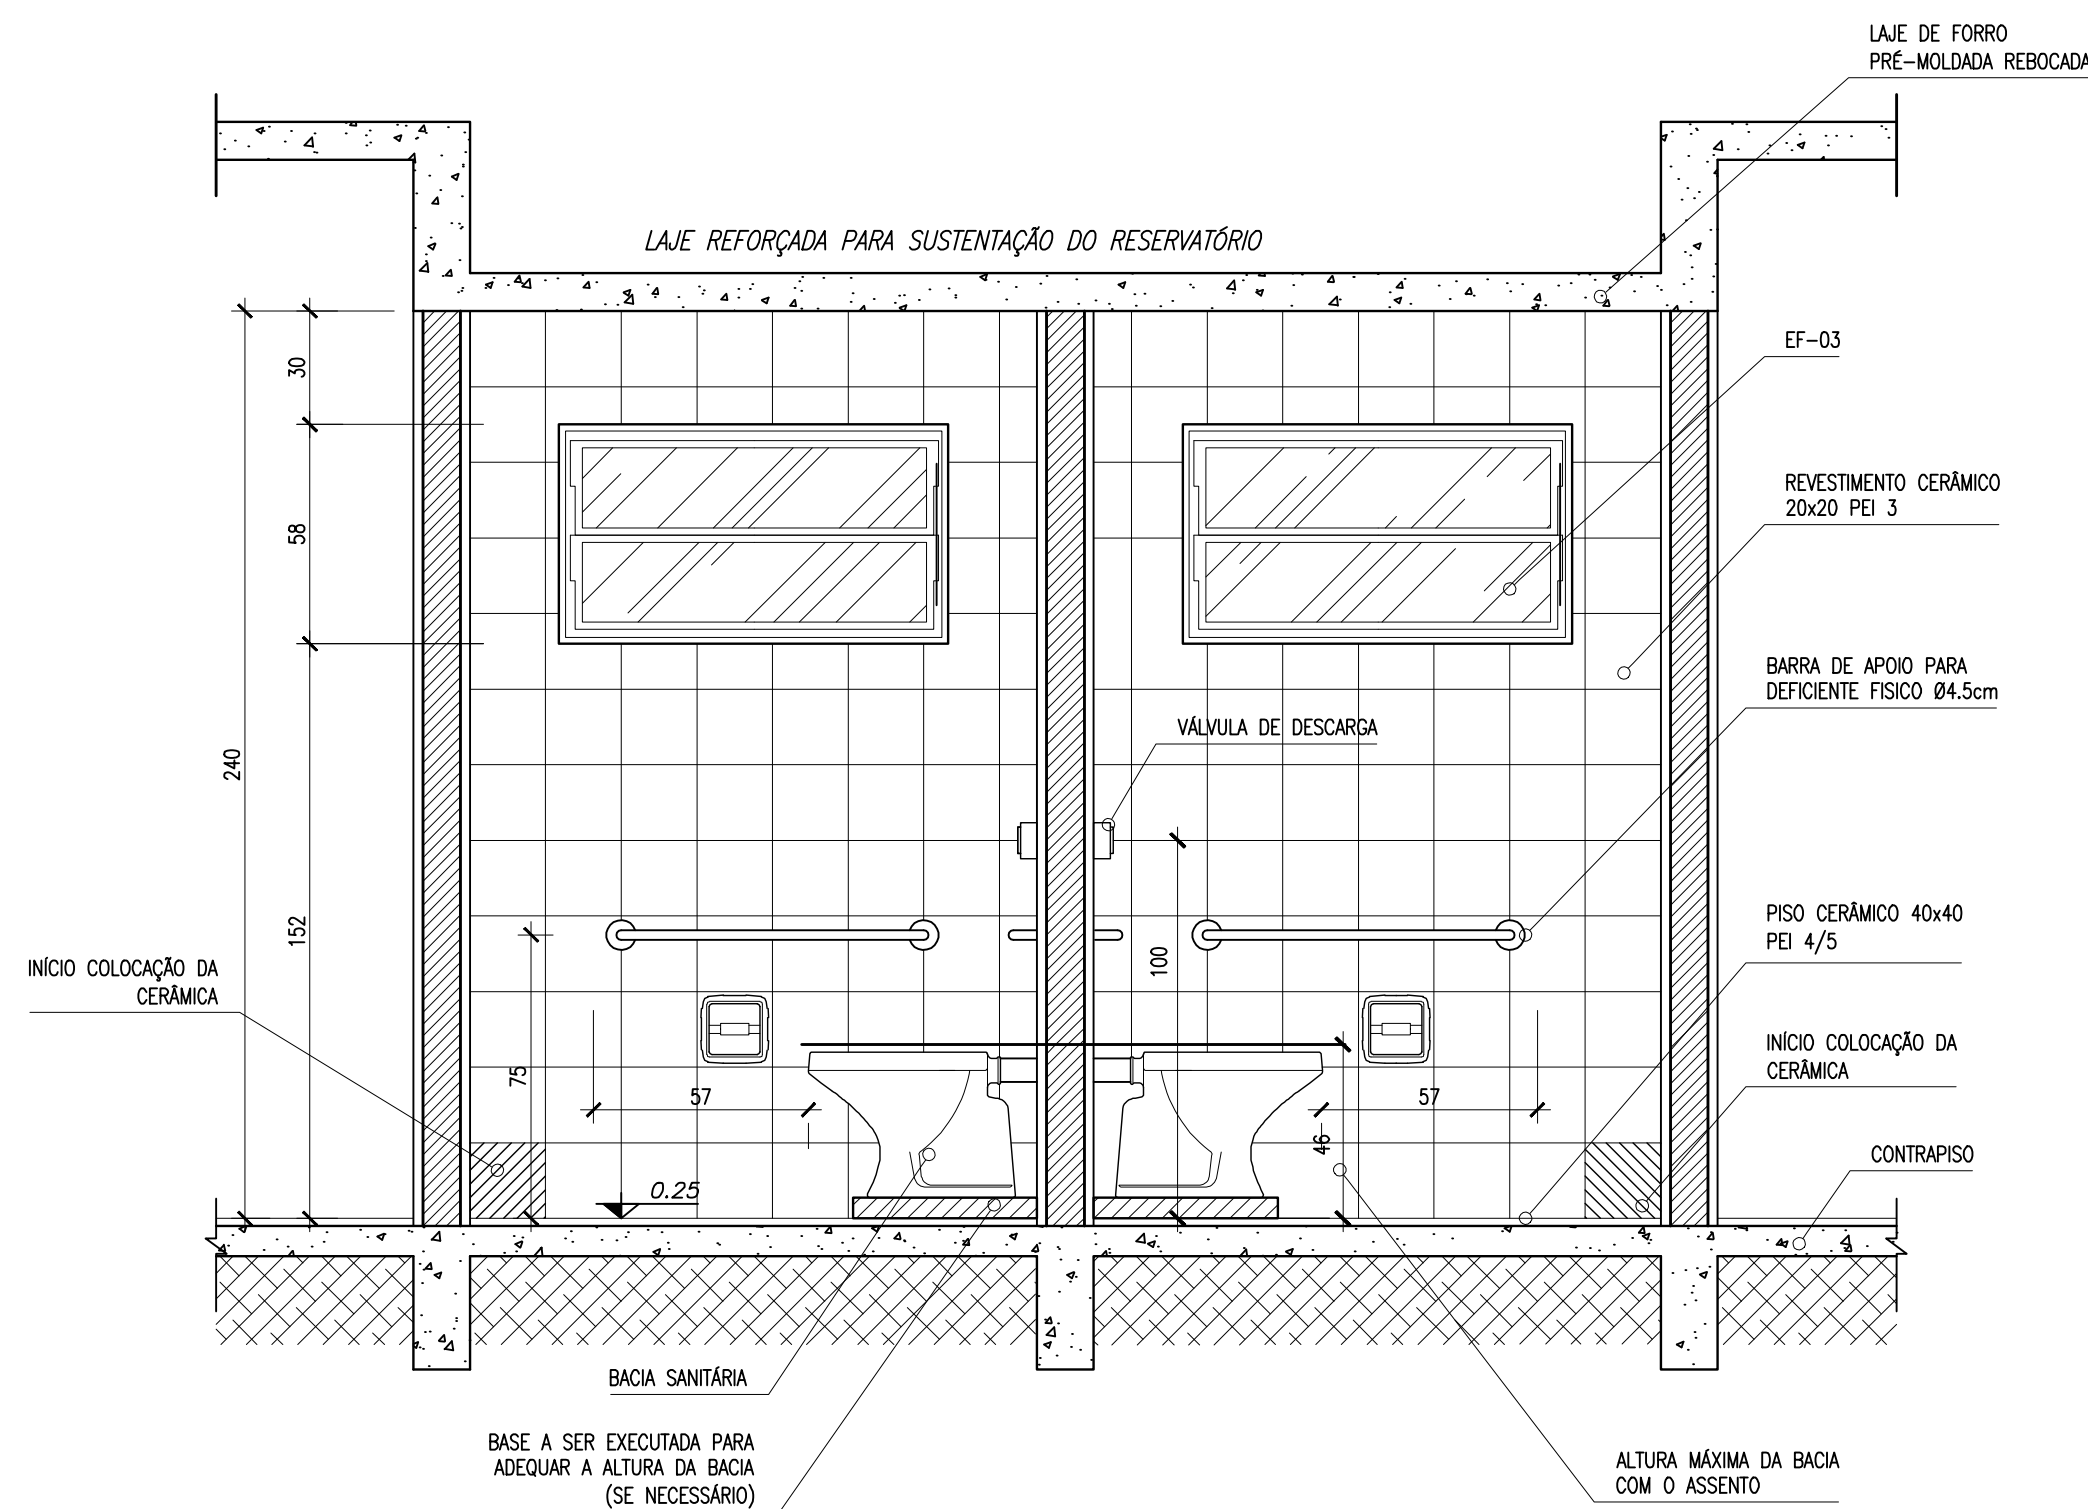 LAJE DE FORRO
PRÉ-MOLDADA REBOCADA
LAJE REFORÇADA PARA SUSTENTAÇÃO DO RESERVATÓRIO
EF-03
30
REVESTIMENTO CERÂMICO
20x20 PEI 3
58
BARRA DE APOIO PARA
DEFICIENTE FISICO Ø4.5cm
VÁLVULA DE DESCARGA
240
152
100
PISO CERÂMICO 40x40
PEI 4/5
INÍCIO COLOCAÇÃO DA
CERÂMICA
75
57
57
46
INÍCIO COLOCAÇÃO DA
CERÂMICA
CONTRAPISO
0.25
BACIA SANITÁRIA
BASE A SER EXECUTADA PARA
ADEQUAR A ALTURA DA BACIA
(SE NECESSÁRIO)
ALTURA MÁXIMA DA BACIA
COM O ASSENTO